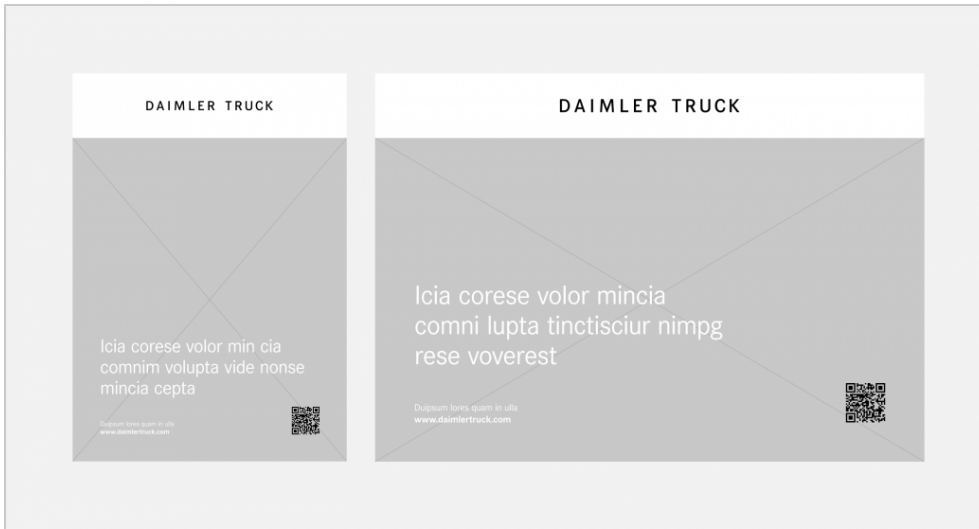 DAIMLER TRUCK
Icia corese volor min cia
comnim volupta vide nonse
mincia cepta
Duipsum lores quam in ulla
www.daimlertruck.com
DAIMLER TRUCK
Icia corese volor mincia
comni lupta tinctisciur nimpg
rese voverest
Duipsum lores quam in ulla
www.daimlertruck.com